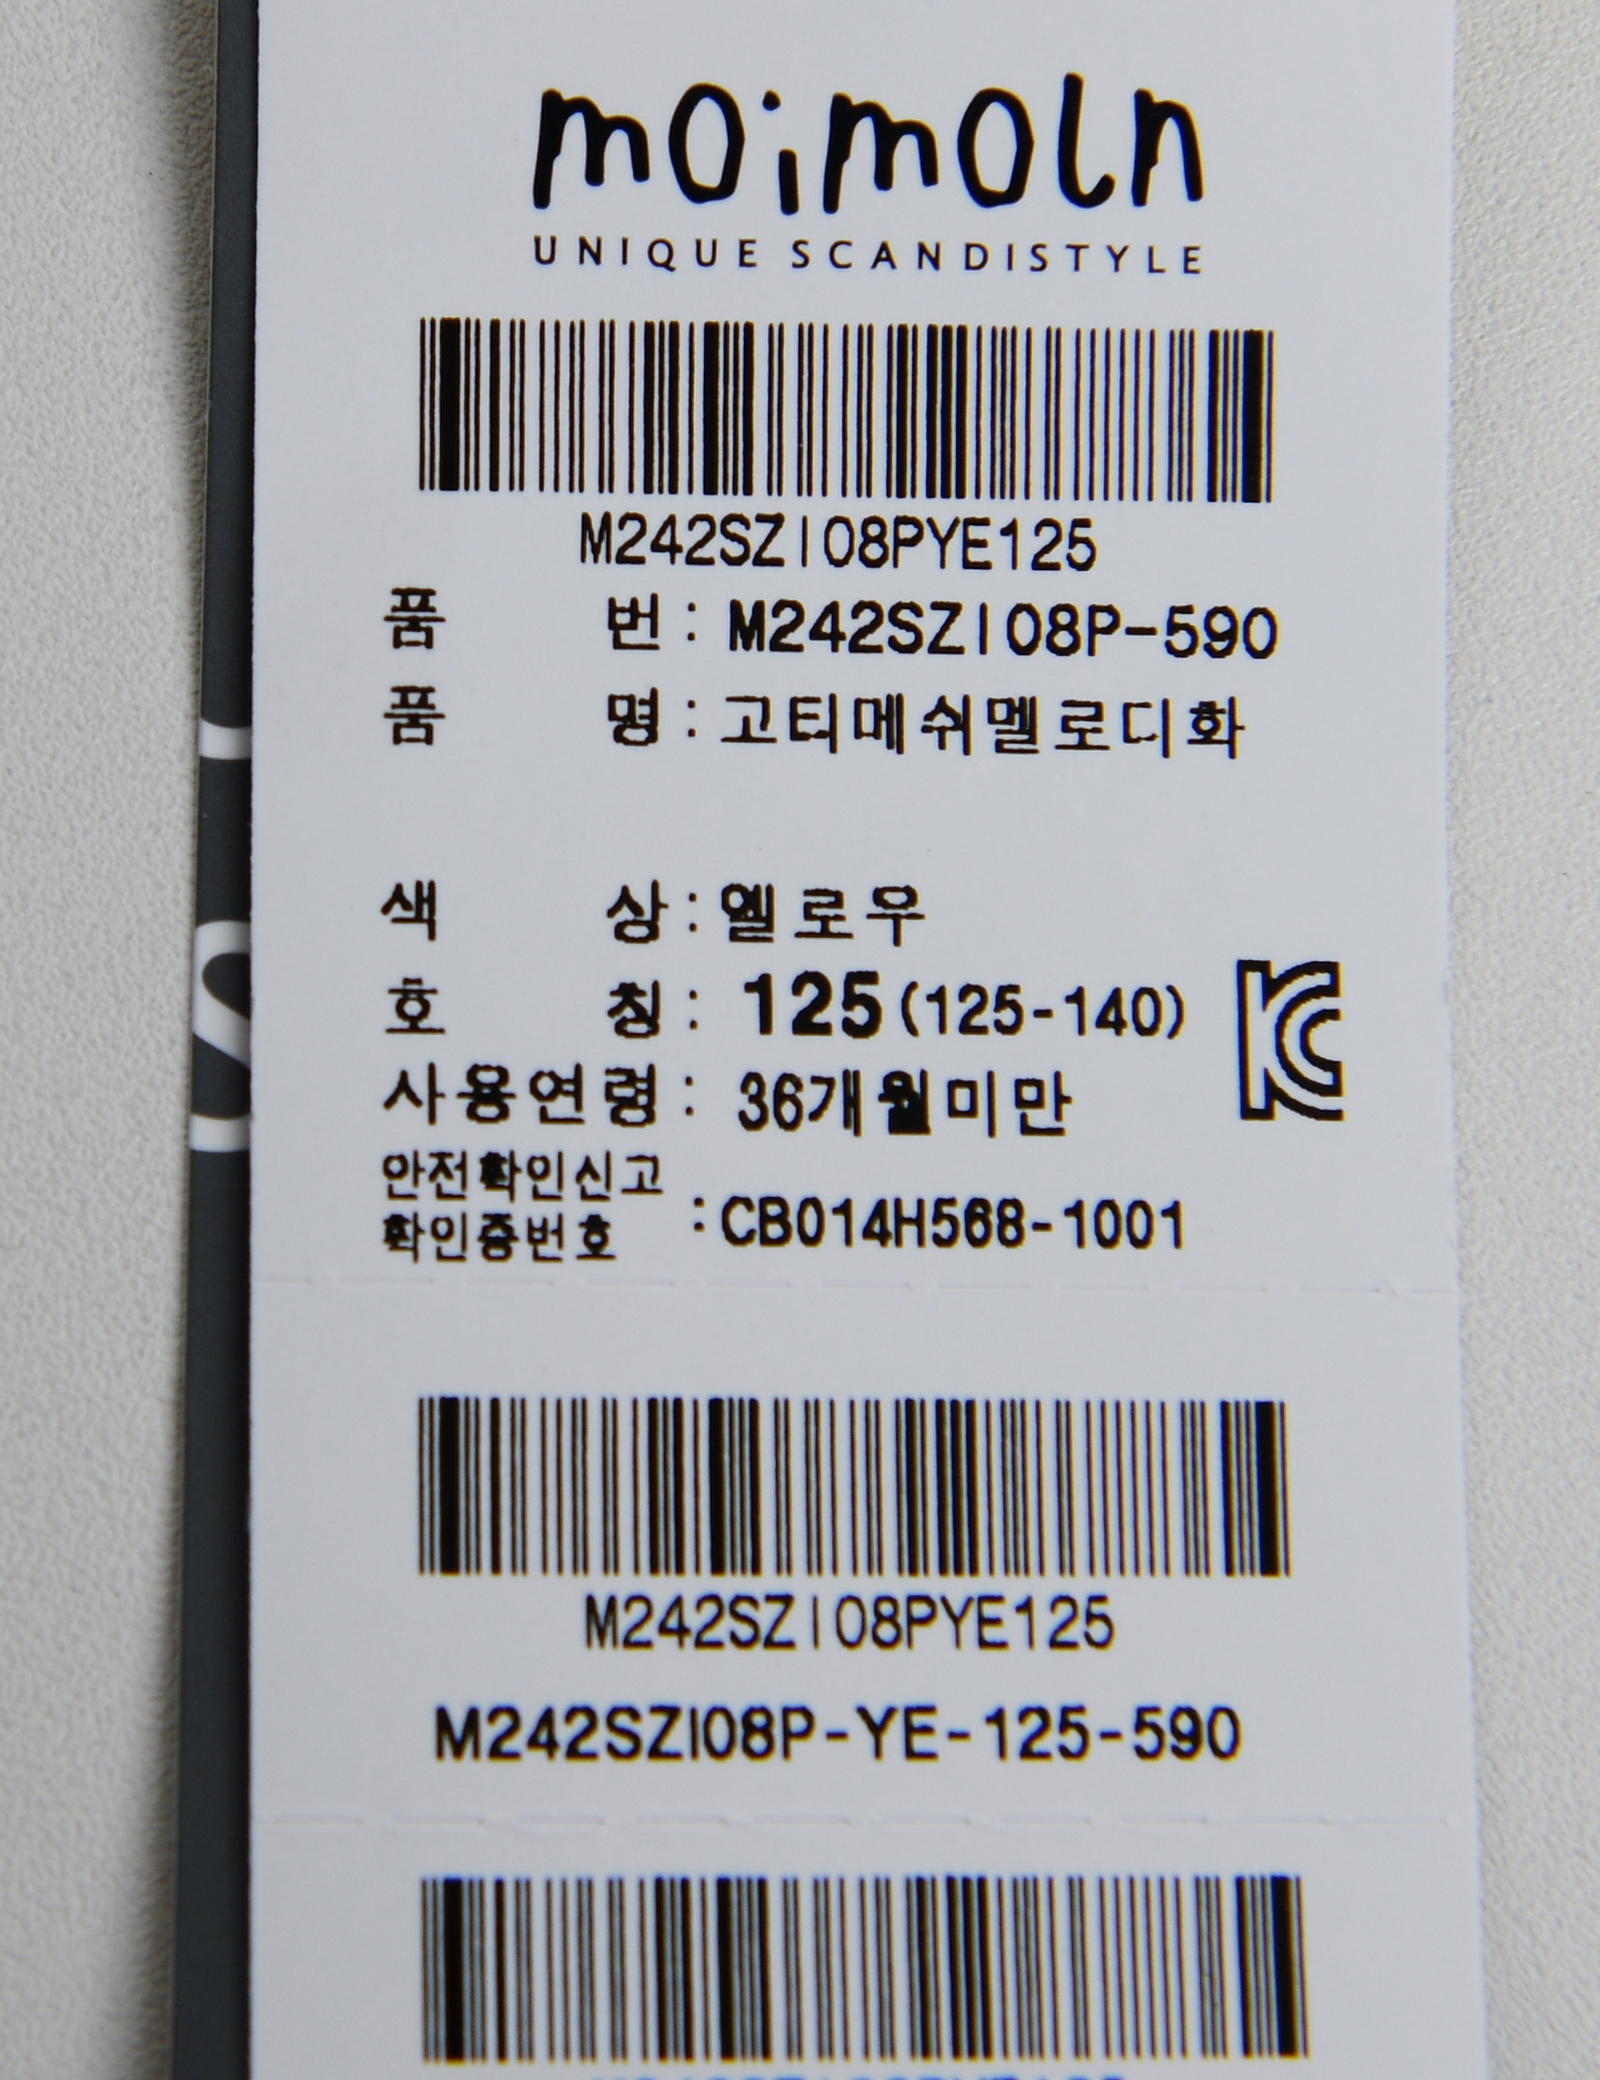 moimoln
UNIQUE SCANDISTYLE
M242SZI08PYE125
품 번 : M242SZI08P-590
품 명 : 고티메쉬멜로디화
색 상 : 옐로우
호 칭 : 125(125-140)
사용연령 : 36개월미만
안전확인신고
확인증번호 : CB014H568-1001
M242SZI08PYE125
M242SZI08P-YE-125-590